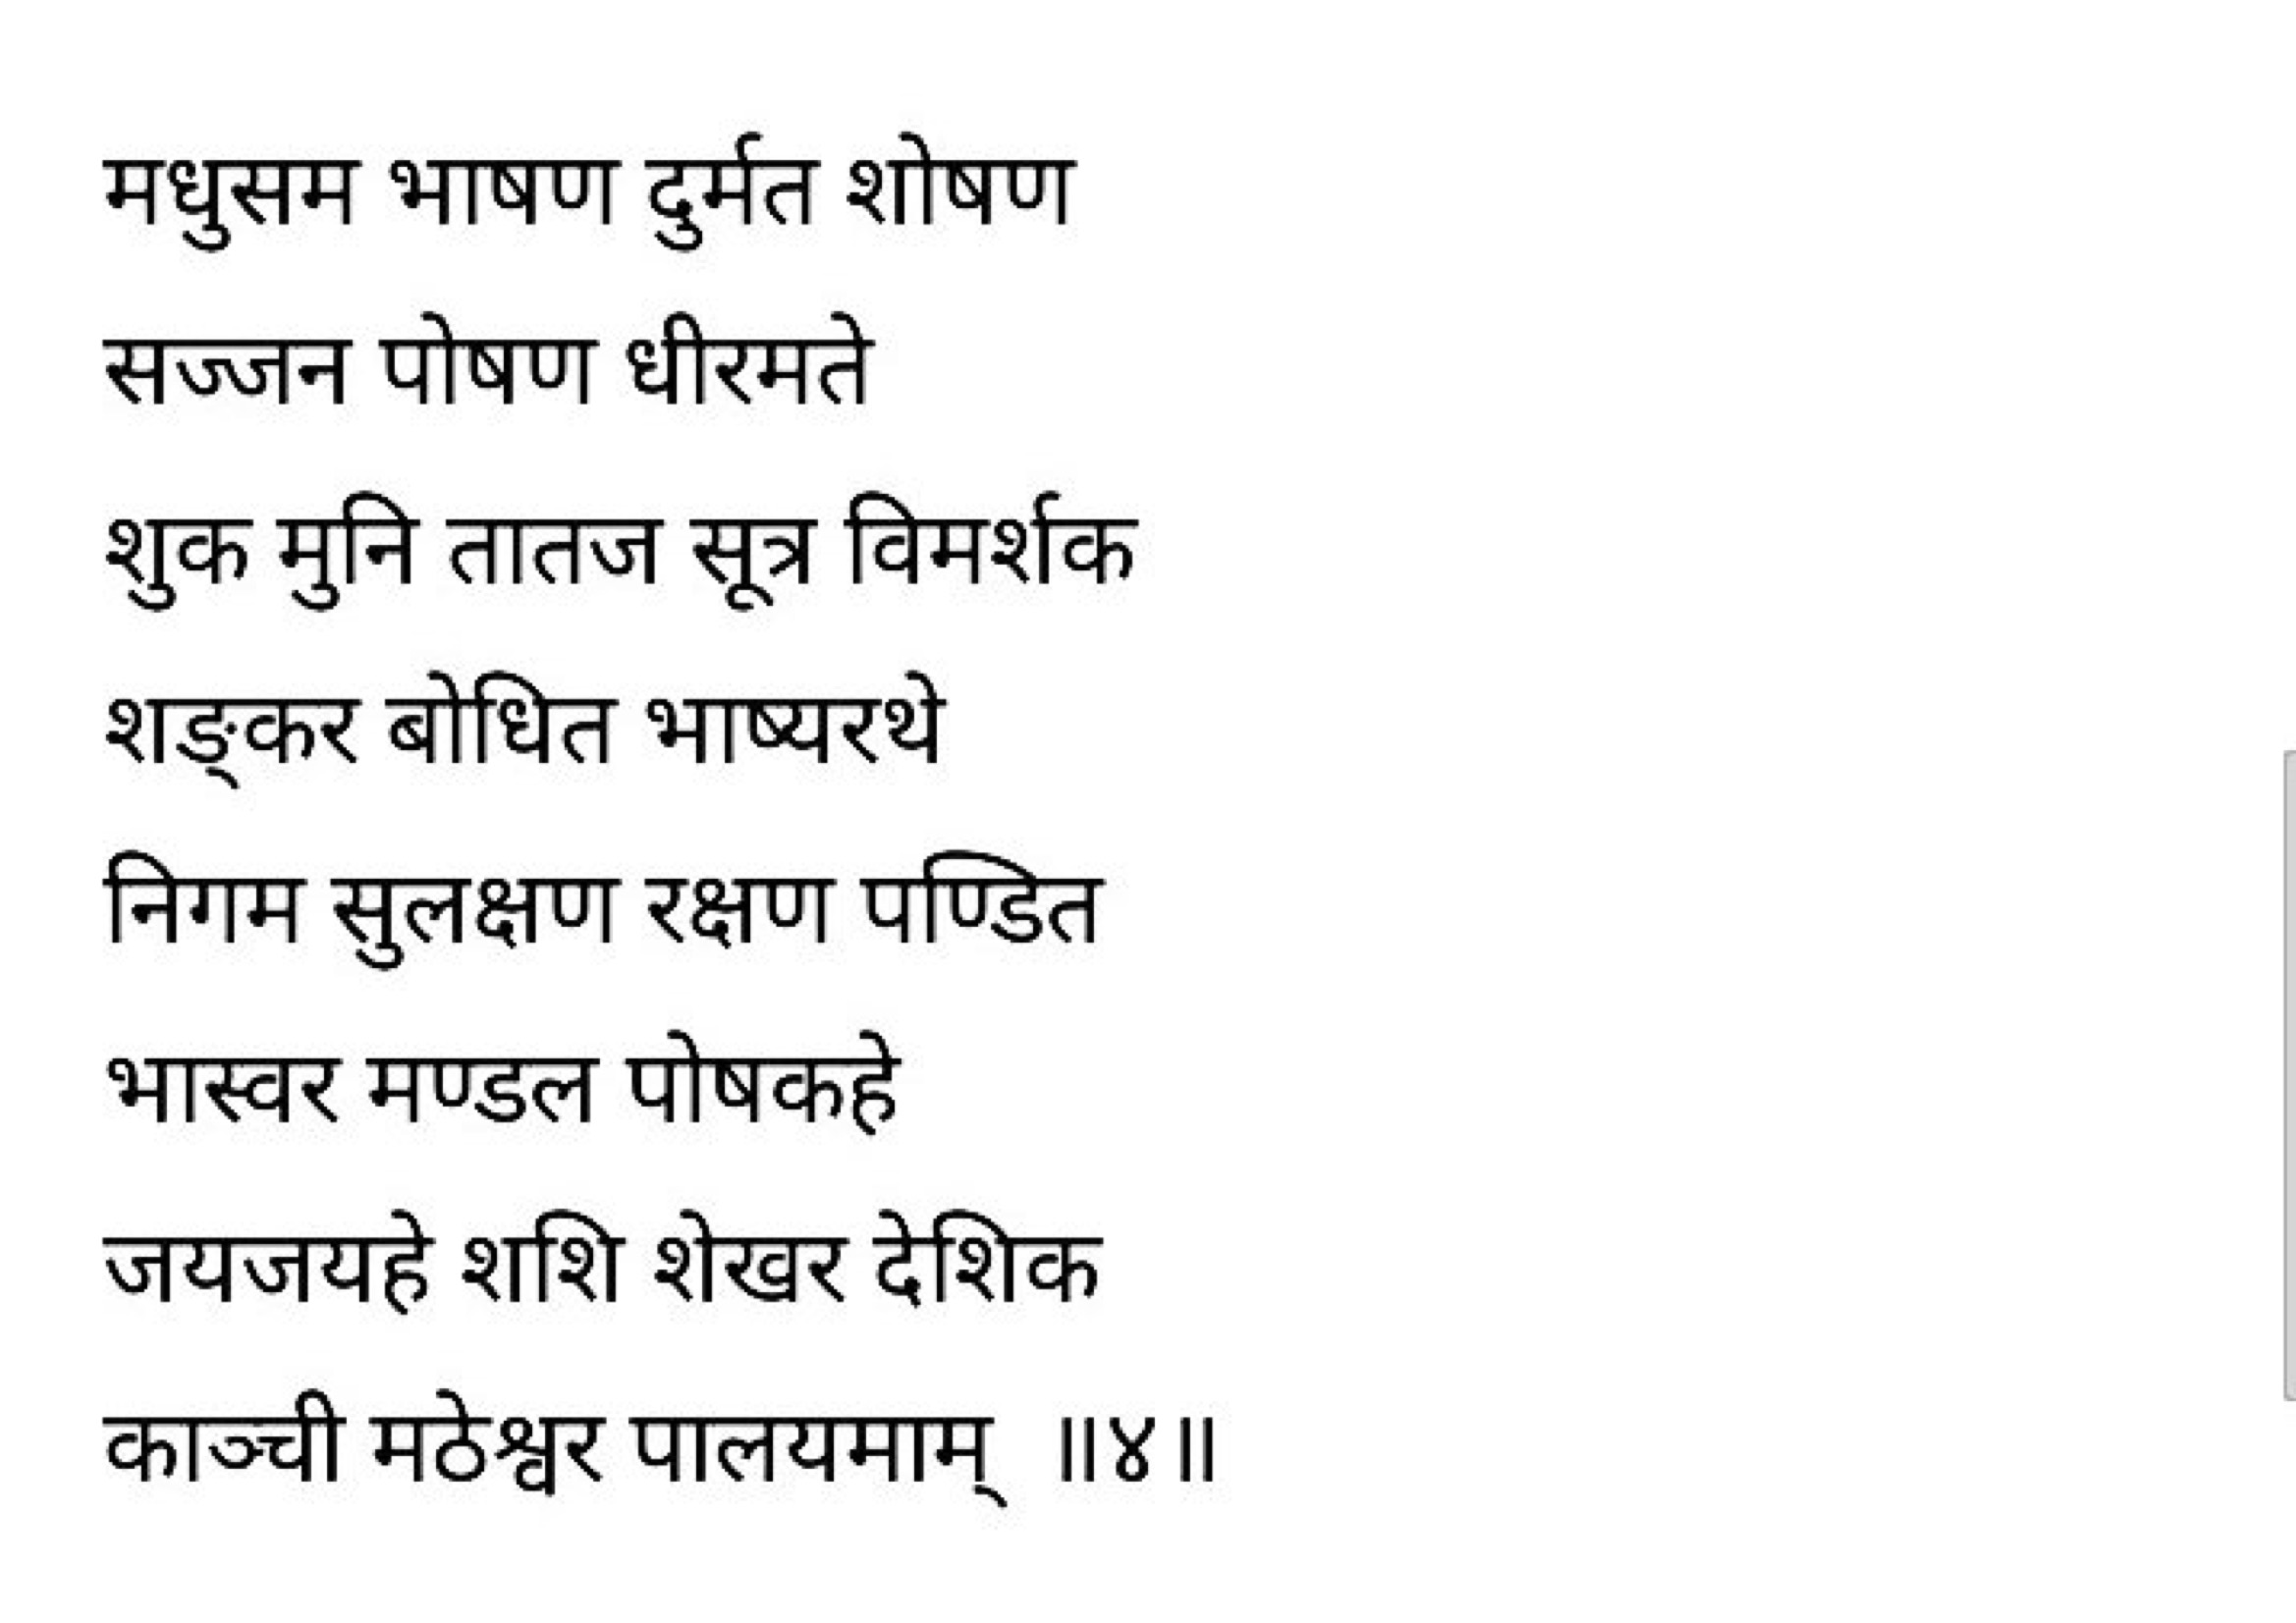 मधुसम भाषण दुर्मत शोषण
सज्जन पोषण धीरमते
शुक मुनि तातज सूत्र विमर्शक
शङ्कर बोधित भाष्यरथे
निगम सुलक्षण रक्षण पण्डित
भास्वर मण्डल पोषकहे
जयजयहे शशि शेखर देशिक
काञ्ची मठेश्वर पालयमाम् ॥४॥